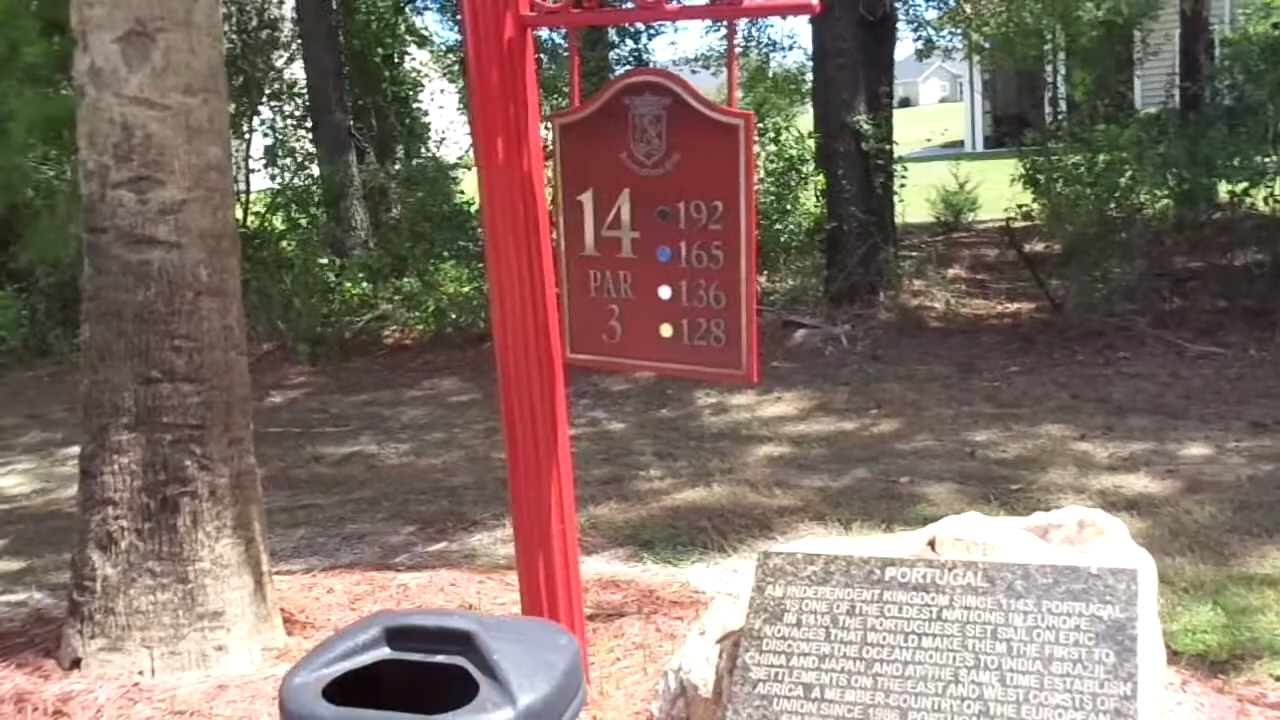 14
PAR
3
192
165
136
128
PORTUGAL
AN INDEPENDENT KINGDOM SINCE 1143, PORTUGAL
IS ONE OF THE OLDEST NATIONS IN EUROPE.
IN 1415, THE PORTUGUESE SET SAIL ON EPIC
VOYAGES THAT WOULD MAKE THEM THE FIRST TO
DISCOVER THE OCEAN ROUTES TO INDIA, BRAZIL,
CHINA AND JAPAN AND AT THE SAME TIME ESTABLISH
SETTLEMENTS ON THE EAST AND WEST COASTS OF
AFRICA. A MEMBER-COUNTRY OF THE EUROPEAN
UNION SINCE 1986, PORTUGAL